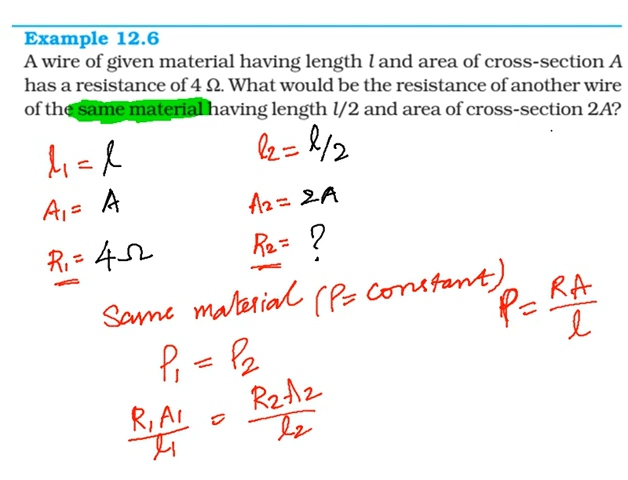 Example 12.6
A wire of given material having length l and area of cross-section A
has a resistance of 4 Ω. What would be the resistance of another wire
of the same material having length l/2 and area of cross-section 2A?
l₁ = l l₂ = l/2
A₁ = A A₂ = 2A
R₁ = 4Ω R₂ = ?
Same material (ρ = constant) ρ = RA/l
ρ₁ = ρ₂
R₁A₁/l₁ = R₂A₂/l₂